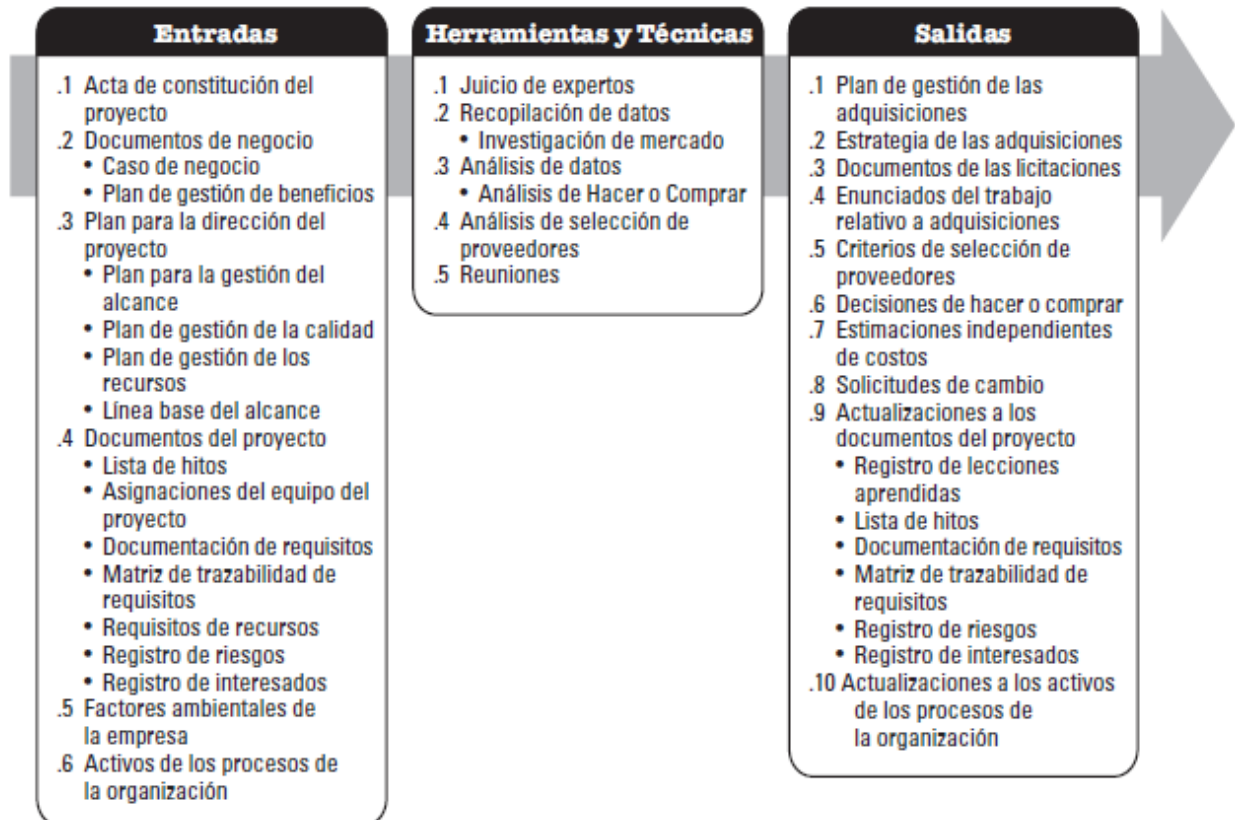 Entradas
.1 Acta de constitución del
proyecto
.2 Documentos de negocio
• Caso de negocio
• Plan de gestión de beneficios
.3 Plan para la dirección del
proyecto
• Plan para la gestión del
alcance
• Plan de gestión de la calidad
• Plan de gestión de los
recursos
• Línea base del alcance
.4 Documentos del proyecto
• Lista de hitos
• Asignaciones del equipo del
proyecto
• Documentación de requisitos
• Matriz de trazabilidad de
requisitos
• Requisitos de recursos
• Registro de riesgos
• Registro de interesados
.5 Factores ambientales de
la empresa
.6 Activos de los procesos de
la organización
Herramientas y Técnicas
.1 Juicio de expertos
.2 Recopilación de datos
• Investigación de mercado
.3 Análisis de datos
• Análisis de Hacer o Comprar
.4 Análisis de selección de
proveedores
.5 Reuniones
Salidas
.1 Plan de gestión de las
adquisiciones
.2 Estrategia de las adquisiciones
.3 Documentos de las licitaciones
.4 Enunciados del trabajo
relativo a adquisiciones
.5 Criterios de selección de
proveedores
.6 Decisiones de hacer o comprar
.7 Estimaciones independientes
de costos
.8 Solicitudes de cambio
.9 Actualizaciones a los
documentos del proyecto
• Registro de lecciones
aprendidas
• Lista de hitos
• Documentación de requisitos
• Matriz de trazabilidad de
requisitos
• Registro de riesgos
• Registro de interesados
.10 Actualizaciones a los activos
de los procesos de
la organización